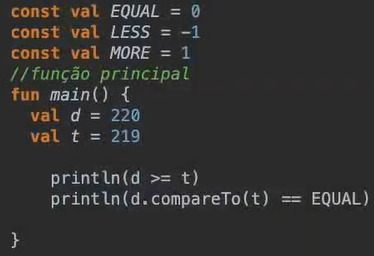 const val EQUAL = 0
const val LESS = -1
const val MORE = 1
//função principal
fun main() {
val d = 220
val t = 219
println(d >= t)
println(d.compareTo(t) == EQUAL)
}